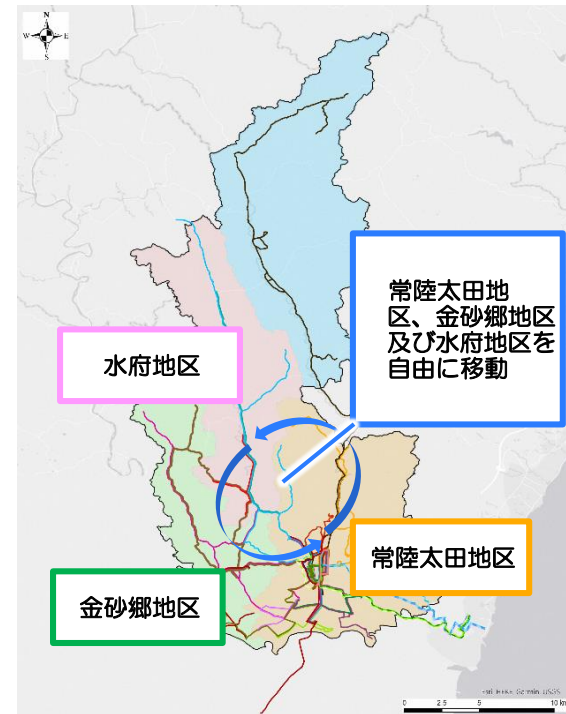 N
W E
S
常陸太田地
区、金砂郷地区
及び水府地区を
自由に移動
水府地区
常陸太田地区
金砂郷地区
0 2.5 5 10 km